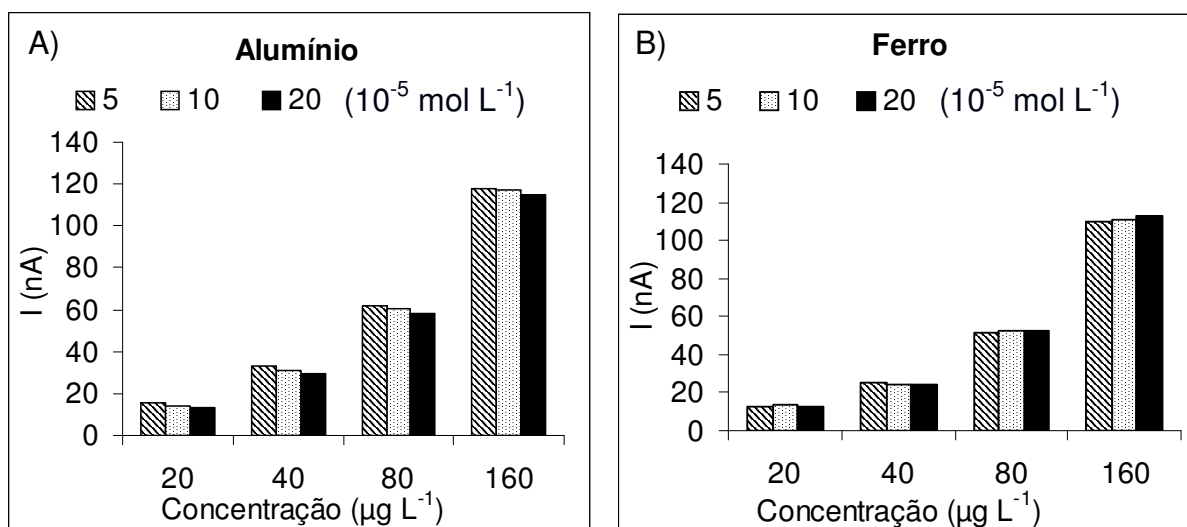 A)
Alumínio
5 10 20 (10⁻⁵ mol L⁻¹)
140
120
100
80
60
40
20
0
I (nA)
20 40 80 160
Concentração (µg L⁻¹)
B)
Ferro
5 10 20 (10⁻⁵ mol L⁻¹)
140
120
100
80
60
40
20
0
I (nA)
20 40 80 160
Concentração (µg L⁻¹)